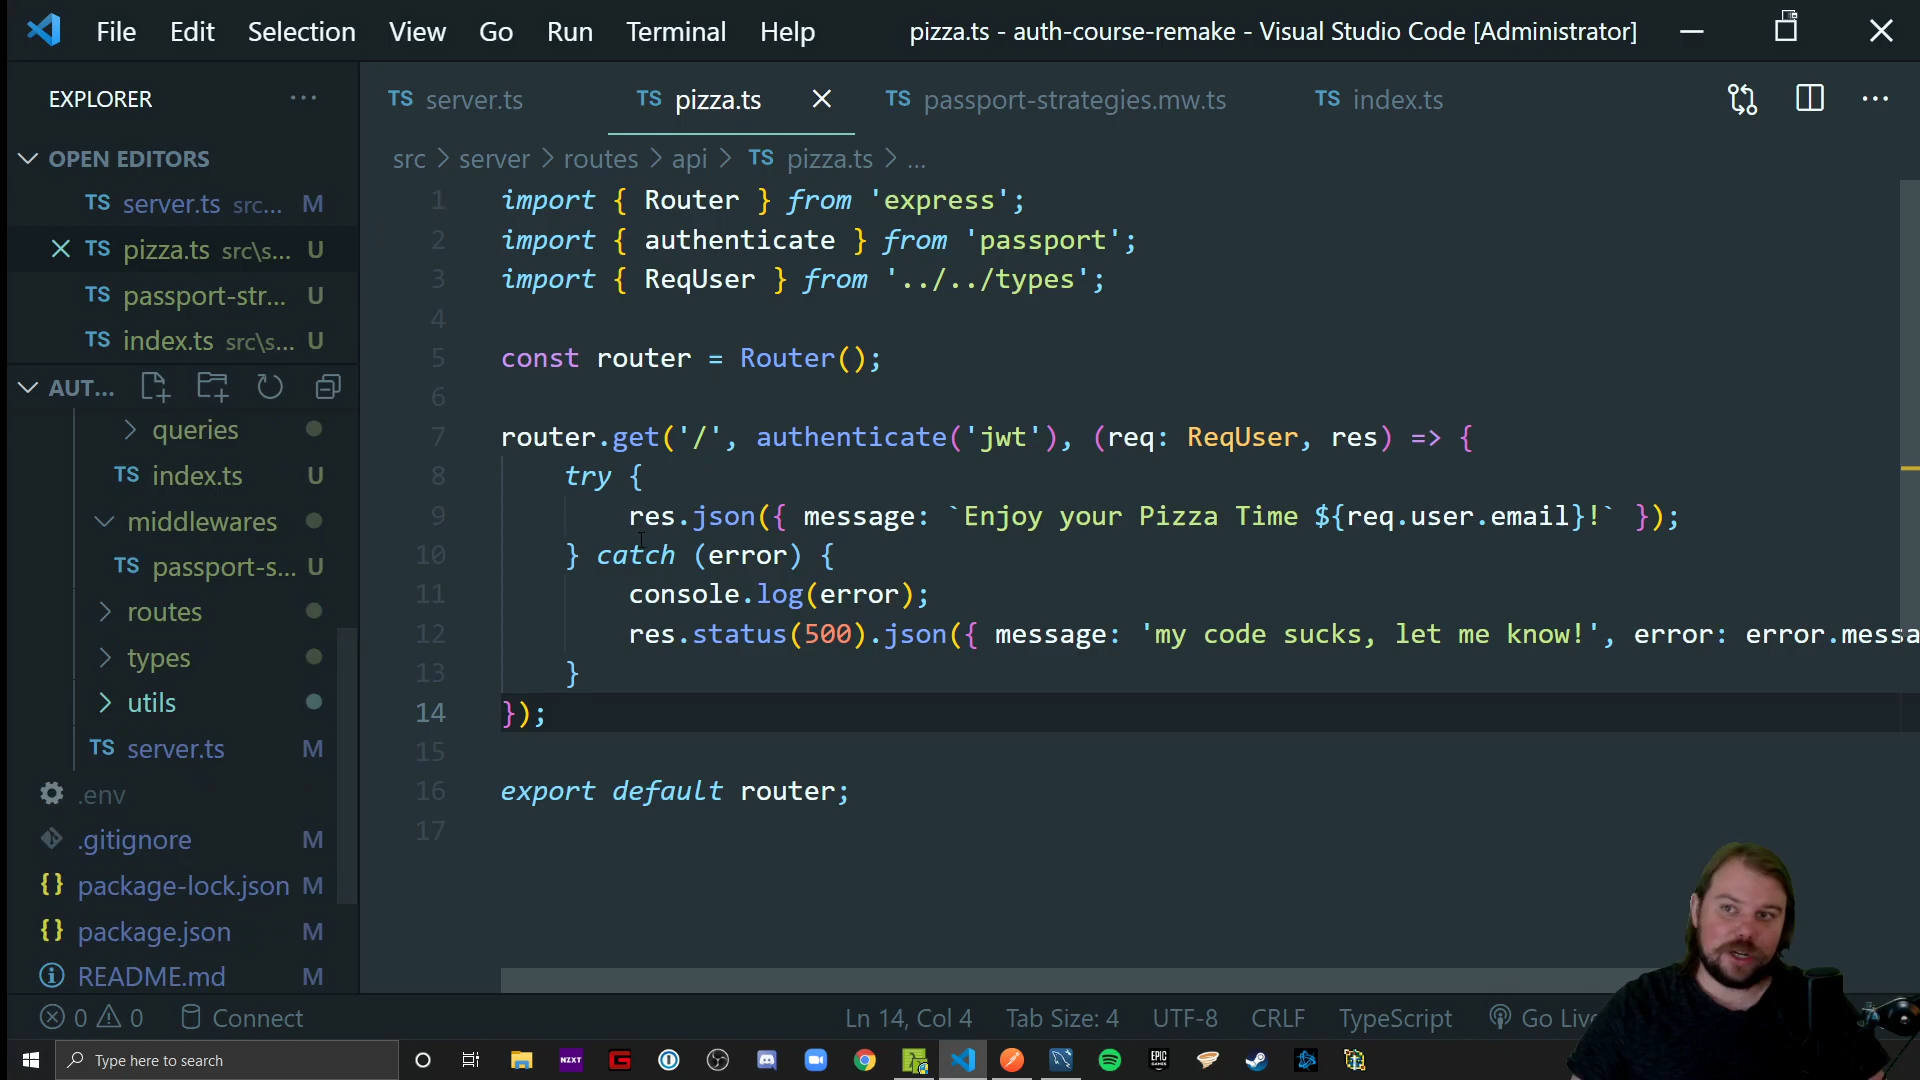 File Edit Selection View Go Run Terminal Help pizza.ts - auth-course-remake - Visual Studio Code [Administrator]
EXPLORER ...
OPEN EDITORS
TS server.ts src... M
TS pizza.ts src\s... U
TS passport-str... U
TS index.ts src\s... U
AUT...
queries
TS index.ts U
middlewares
TS passport-s... U
routes
types
utils
TS server.ts M
.env
.gitignore M
{} package-lock.json M
{} package.json M
README.md M
TS server.ts TS pizza.ts TS passport-strategies.mw.ts TS index.ts
src > server > routes > api > TS pizza.ts > ...
1 import { Router } from 'express';
2 import { authenticate } from 'passport';
3 import { ReqUser } from '../../types';
4
5 const router = Router();
6
7 router.get('/', authenticate('jwt'), (req: ReqUser, res) => {
8 try {
9 res.json({ message: `Enjoy your Pizza Time ${req.user.email}!` });
10 } catch (error) {
11 console.log(error);
12 res.status(500).json({ message: 'my code sucks, let me know!', error: error.messa
13 }
14 });
15
16 export default router;
17
0 0 Connect Ln 14, Col 4 Tab Size: 4 UTF-8 CRLF TypeScript Go Live
Type here to search
NZXT
EPIC GAMES